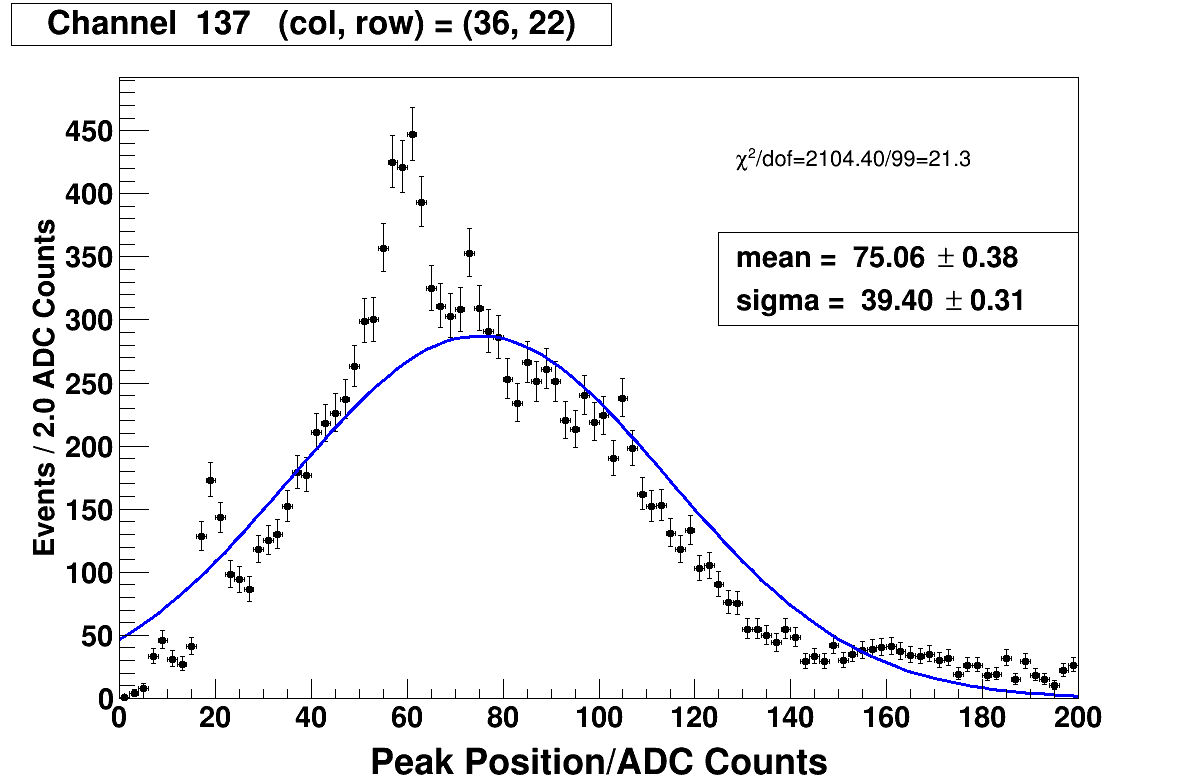 Channel 137 (col, row) = (36, 22)
450
400
350
300
250
200
150
100
50
0
Events / 2.0 ADC Counts
χ²/dof=2104.40/99=21.3
mean = 75.06 ± 0.38
sigma = 39.40 ± 0.31
0 20 40 60 80 100 120 140 160 180 200
Peak Position/ADC Counts